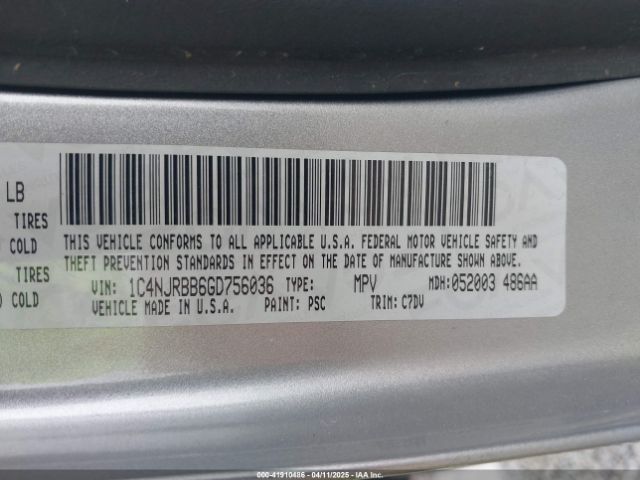 LB
TIRES
COLD
TIRES
COLD
THIS VEHICLE CONFORMS TO ALL APPLICABLE U.S.A. FEDERAL MOTOR VEHICLE SAFETY AND
THEFT PREVENTION STANDARDS IN EFFECT ON THE DATE OF MANUFACTURE SHOWN ABOVE.
VIN: 1C4NJRBB6GD756036 TYPE: MPV MDH:052003 486AA
VEHICLE MADE IN U.S.A. PAINT: PSC TRIM: C7DV
000-41910486 - 04/11/2025 - IAA Inc.